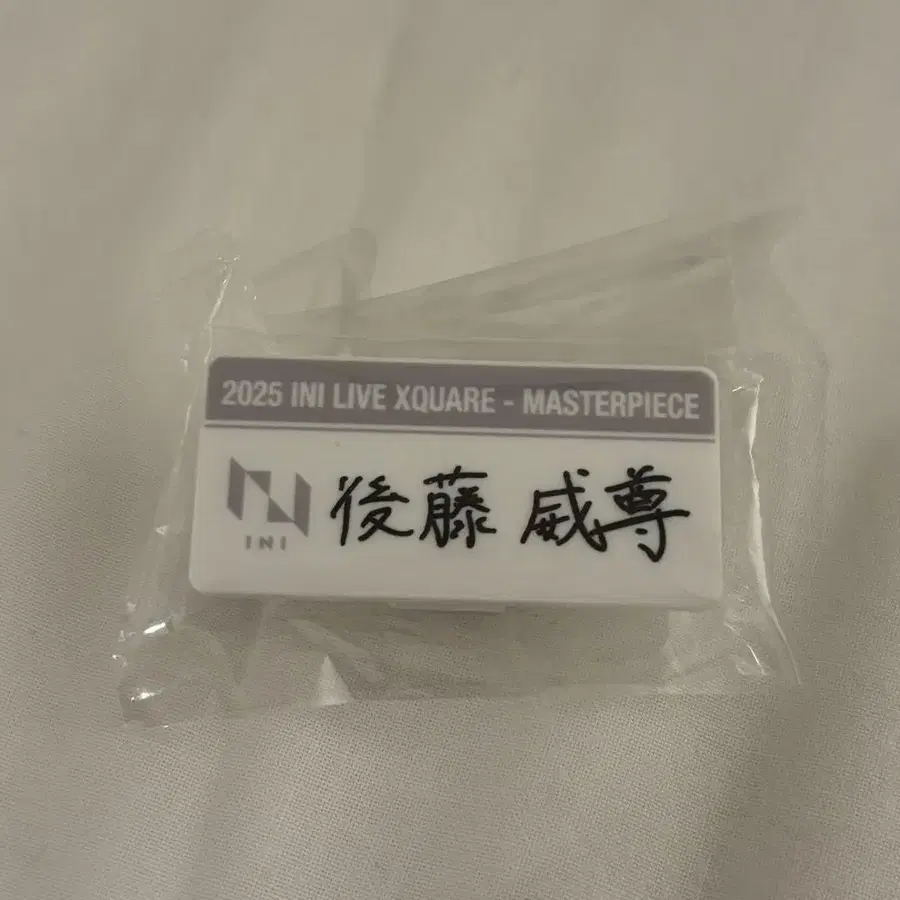 2025 INI LIVE XQUARE - MASTERPIECE
INI
後藤 威尊